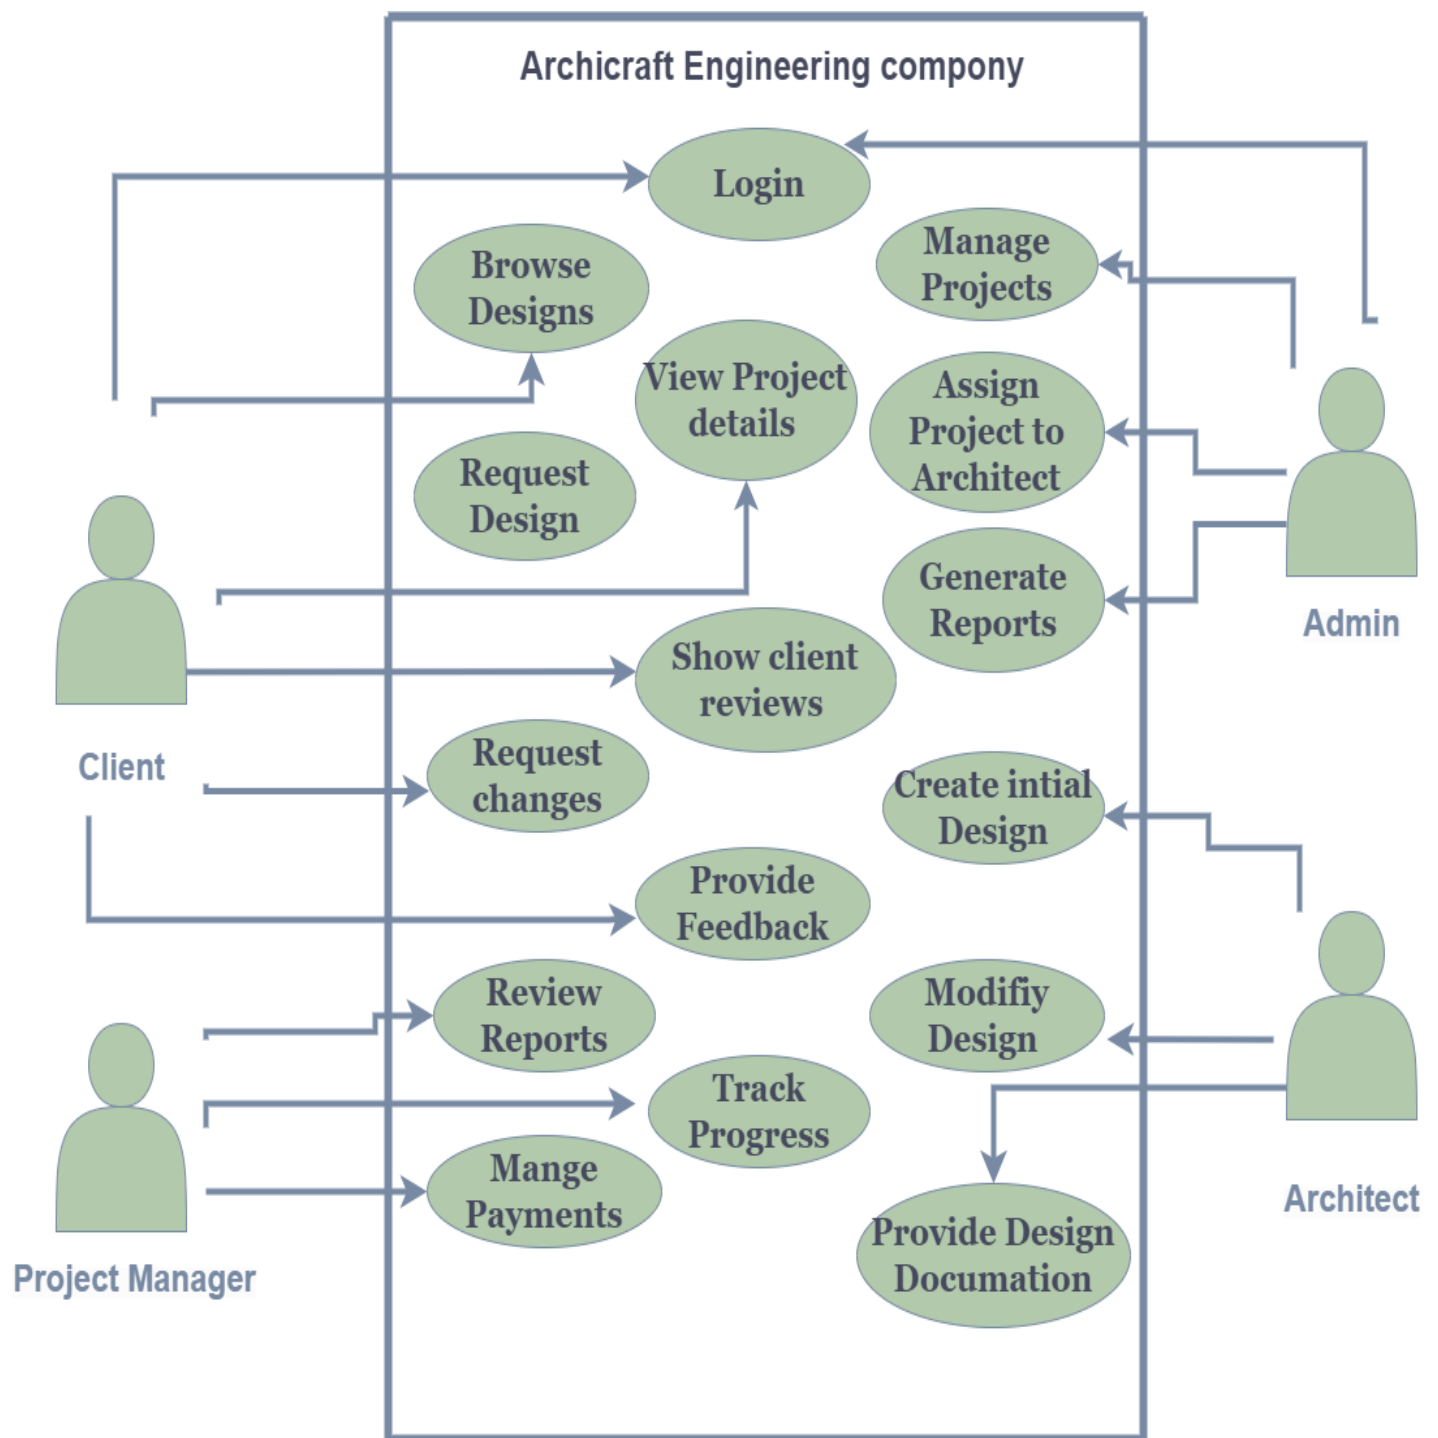 Archicraft Engineering compony
Login
Manage
Projects
Browse
Designs
View Project
details
Assign
Project to
Architect
Request
Design
Generate
Reports
Admin
Show client
reviews
Client
Request
changes
Create intial
Design
Provide
Feedback
Review
Reports
Modifiy
Design
Track
Progress
Mange
Payments
Architect
Provide Design
Documation
Project Manager